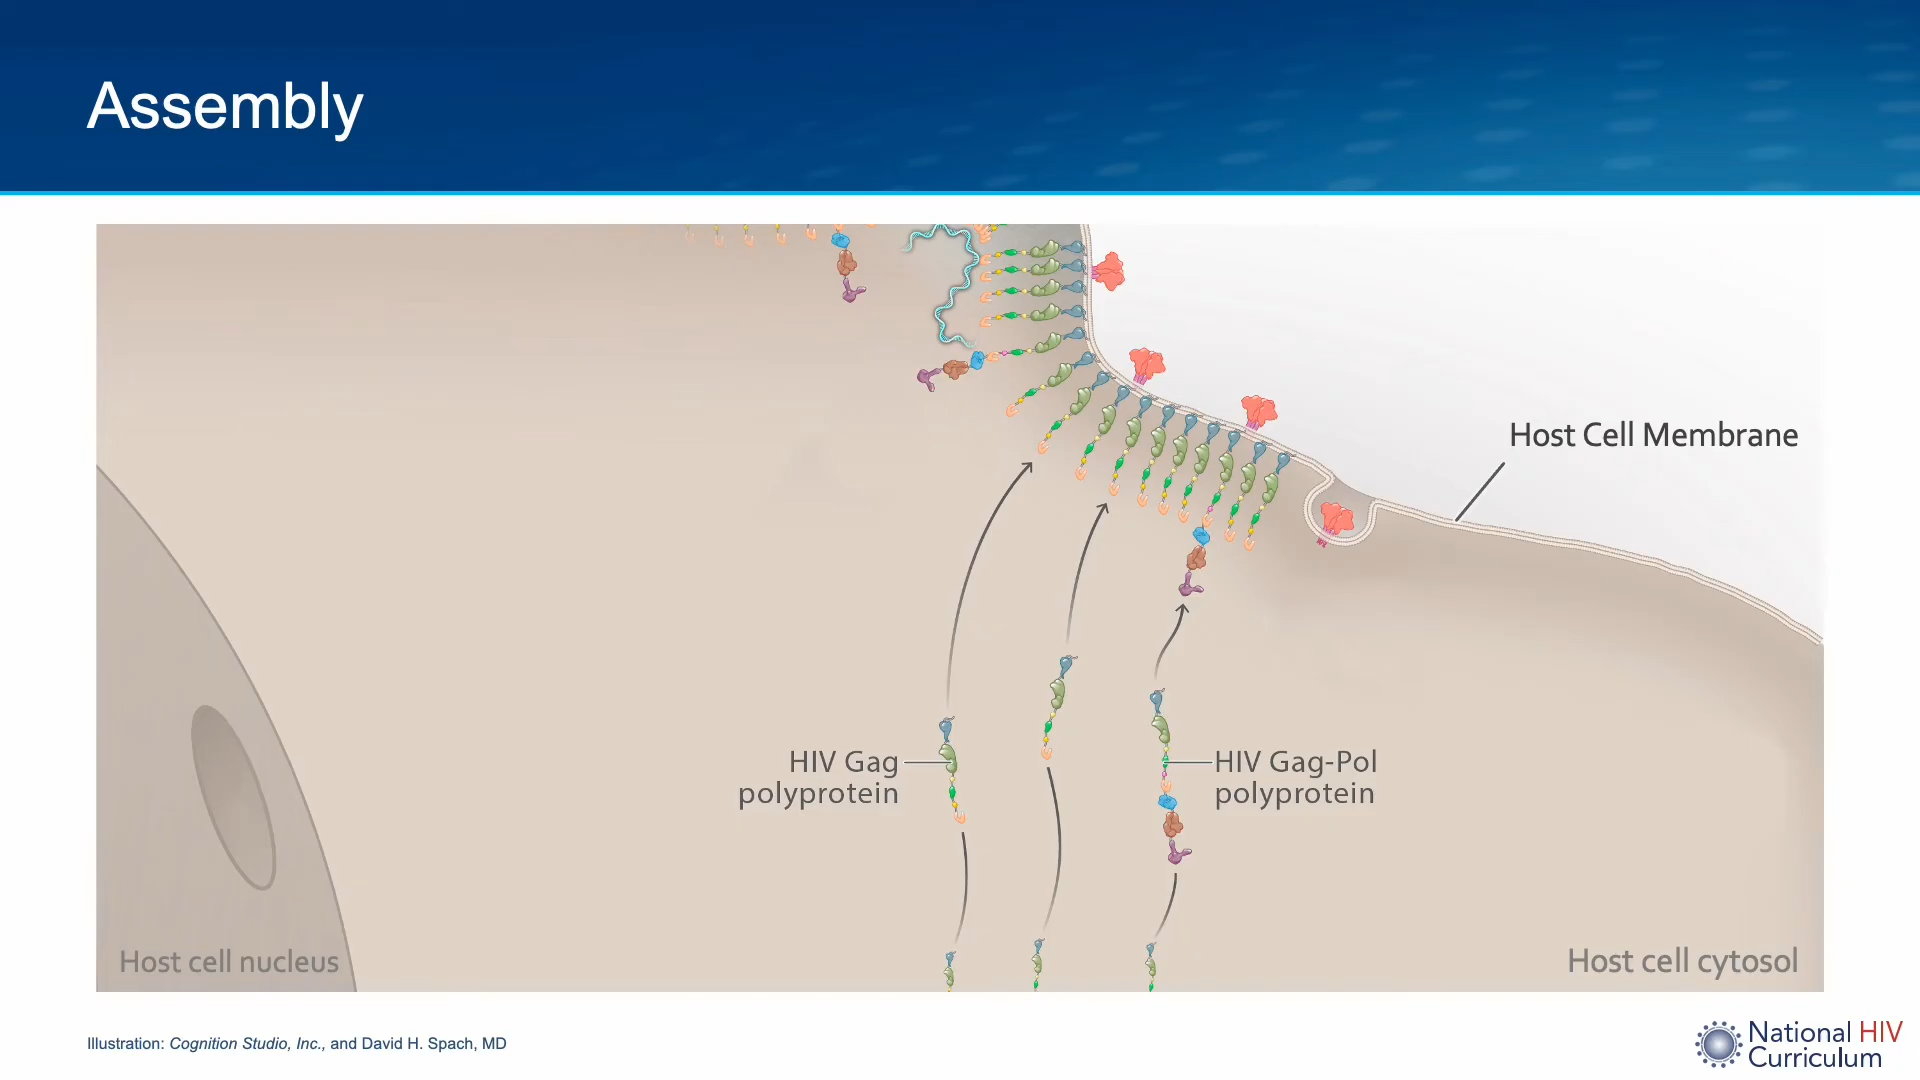 Assembly
Host Cell Membrane
HIV Gag
polyprotein
HIV Gag-Pol
polyprotein
Host cell nucleus
Host cell cytosol
Illustration: Cognition Studio, Inc., and David H. Spach, MD
National HIV
Curriculum